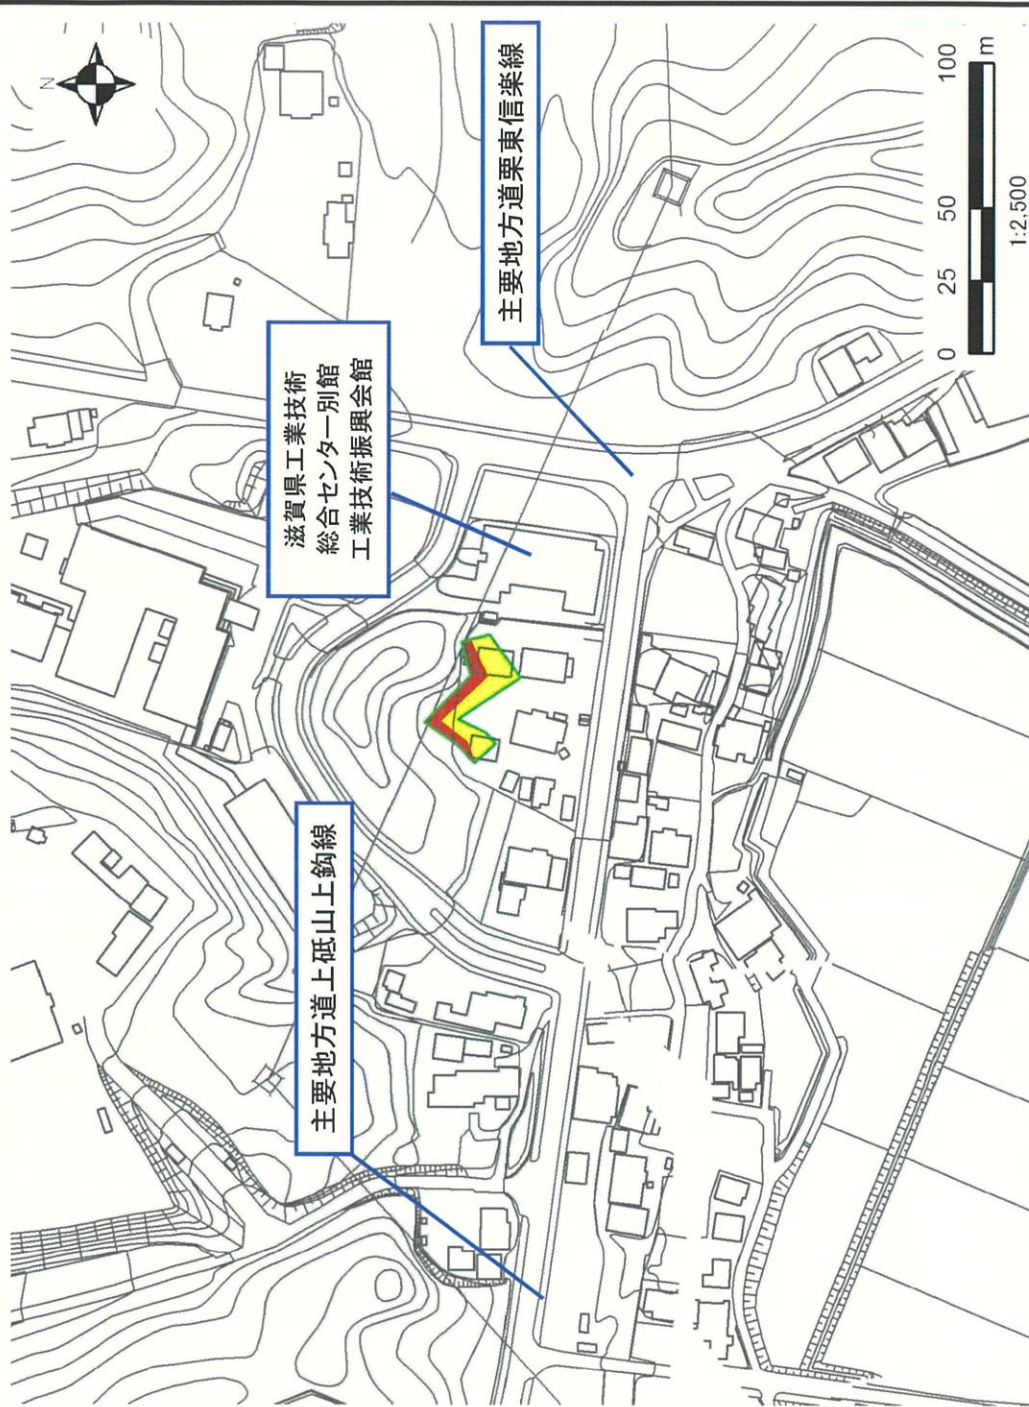 N
主要地方道栗東信楽線
滋賀県工業技術
総合センター別館
工業技術振興会館
主要地方道上砥山上鈎線
0 25 50 100
m
1:2,500